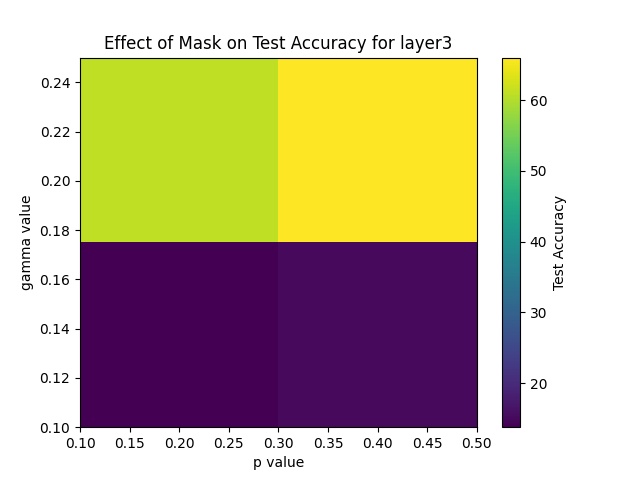 Effect of Mask on Test Accuracy for layer3
gamma value
0.24
0.22
0.20
0.18
0.16
0.14
0.12
0.10
0.10 0.15 0.20 0.25 0.30 0.35 0.40 0.45 0.50
p value
60
50
40
30
20
Test Accuracy